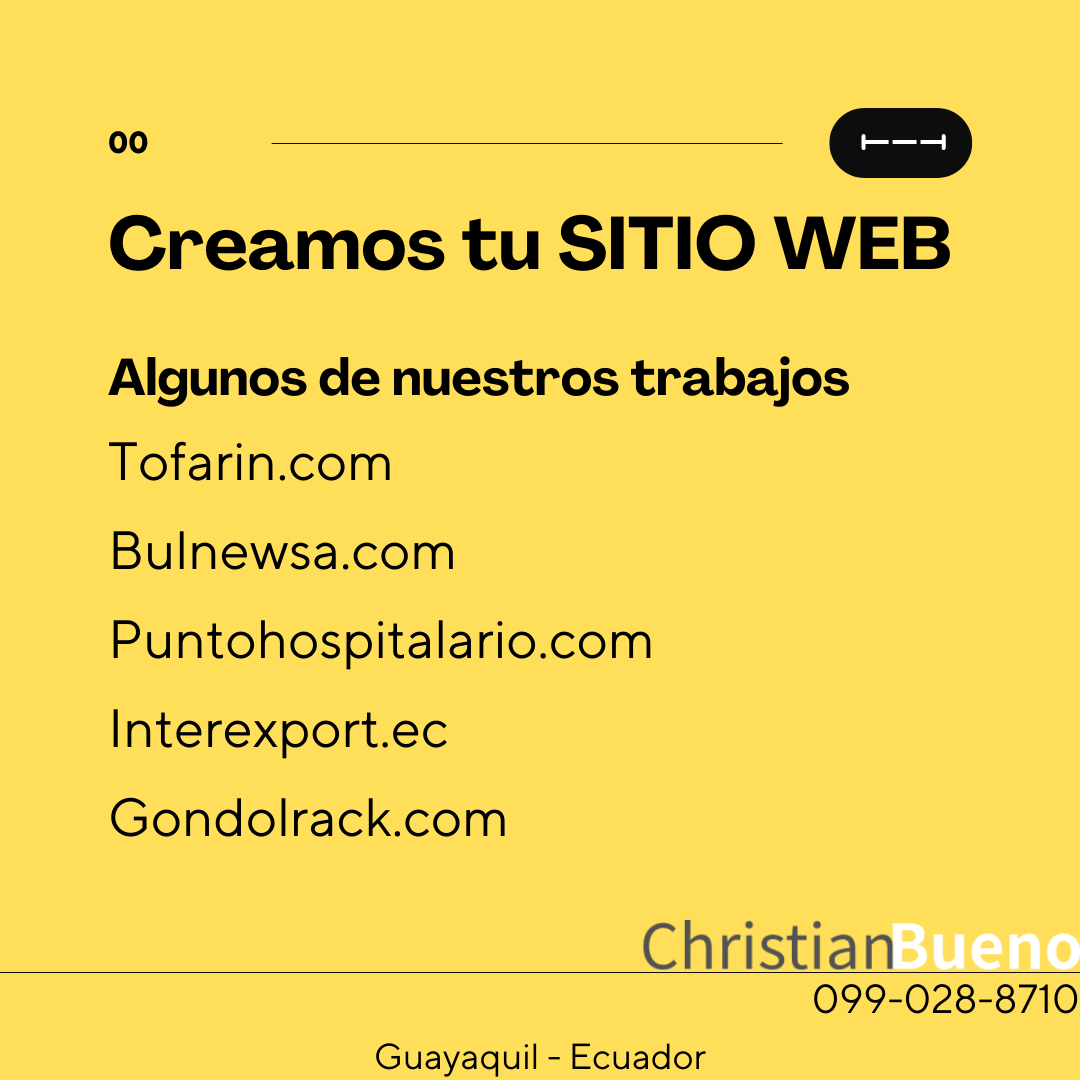 00
Creamos tu SITIO WEB
Algunos de nuestros trabajos
Tofarin.com
Bulnewsa.com
Puntohospitalario.com
Interexport.ec
Gondolrack.com
ChristianBueno
099-028-8710
Guayaquil - Ecuador